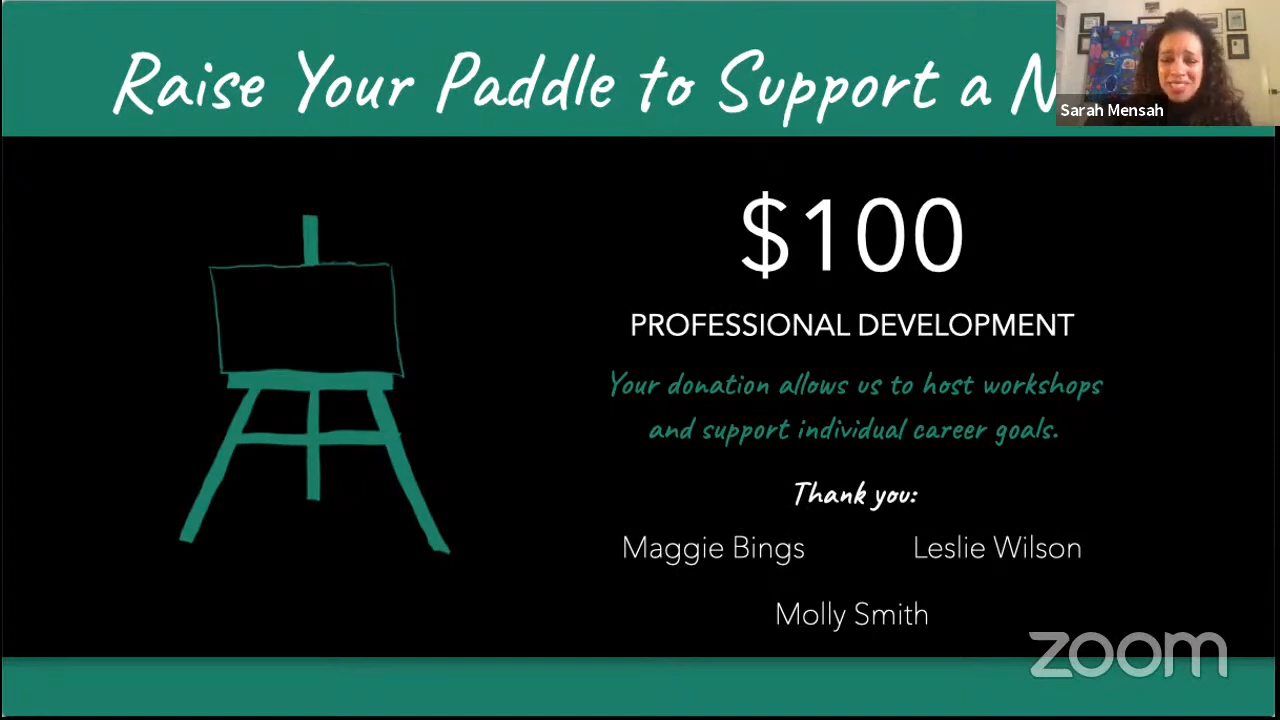 Raise Your Paddle to Support a N
Sarah Mensah
$100
PROFESSIONAL DEVELOPMENT
Your donation allows us to host workshops
and support individual career goals.
Thank you:
Maggie Bings Leslie Wilson
Molly Smith
zoom